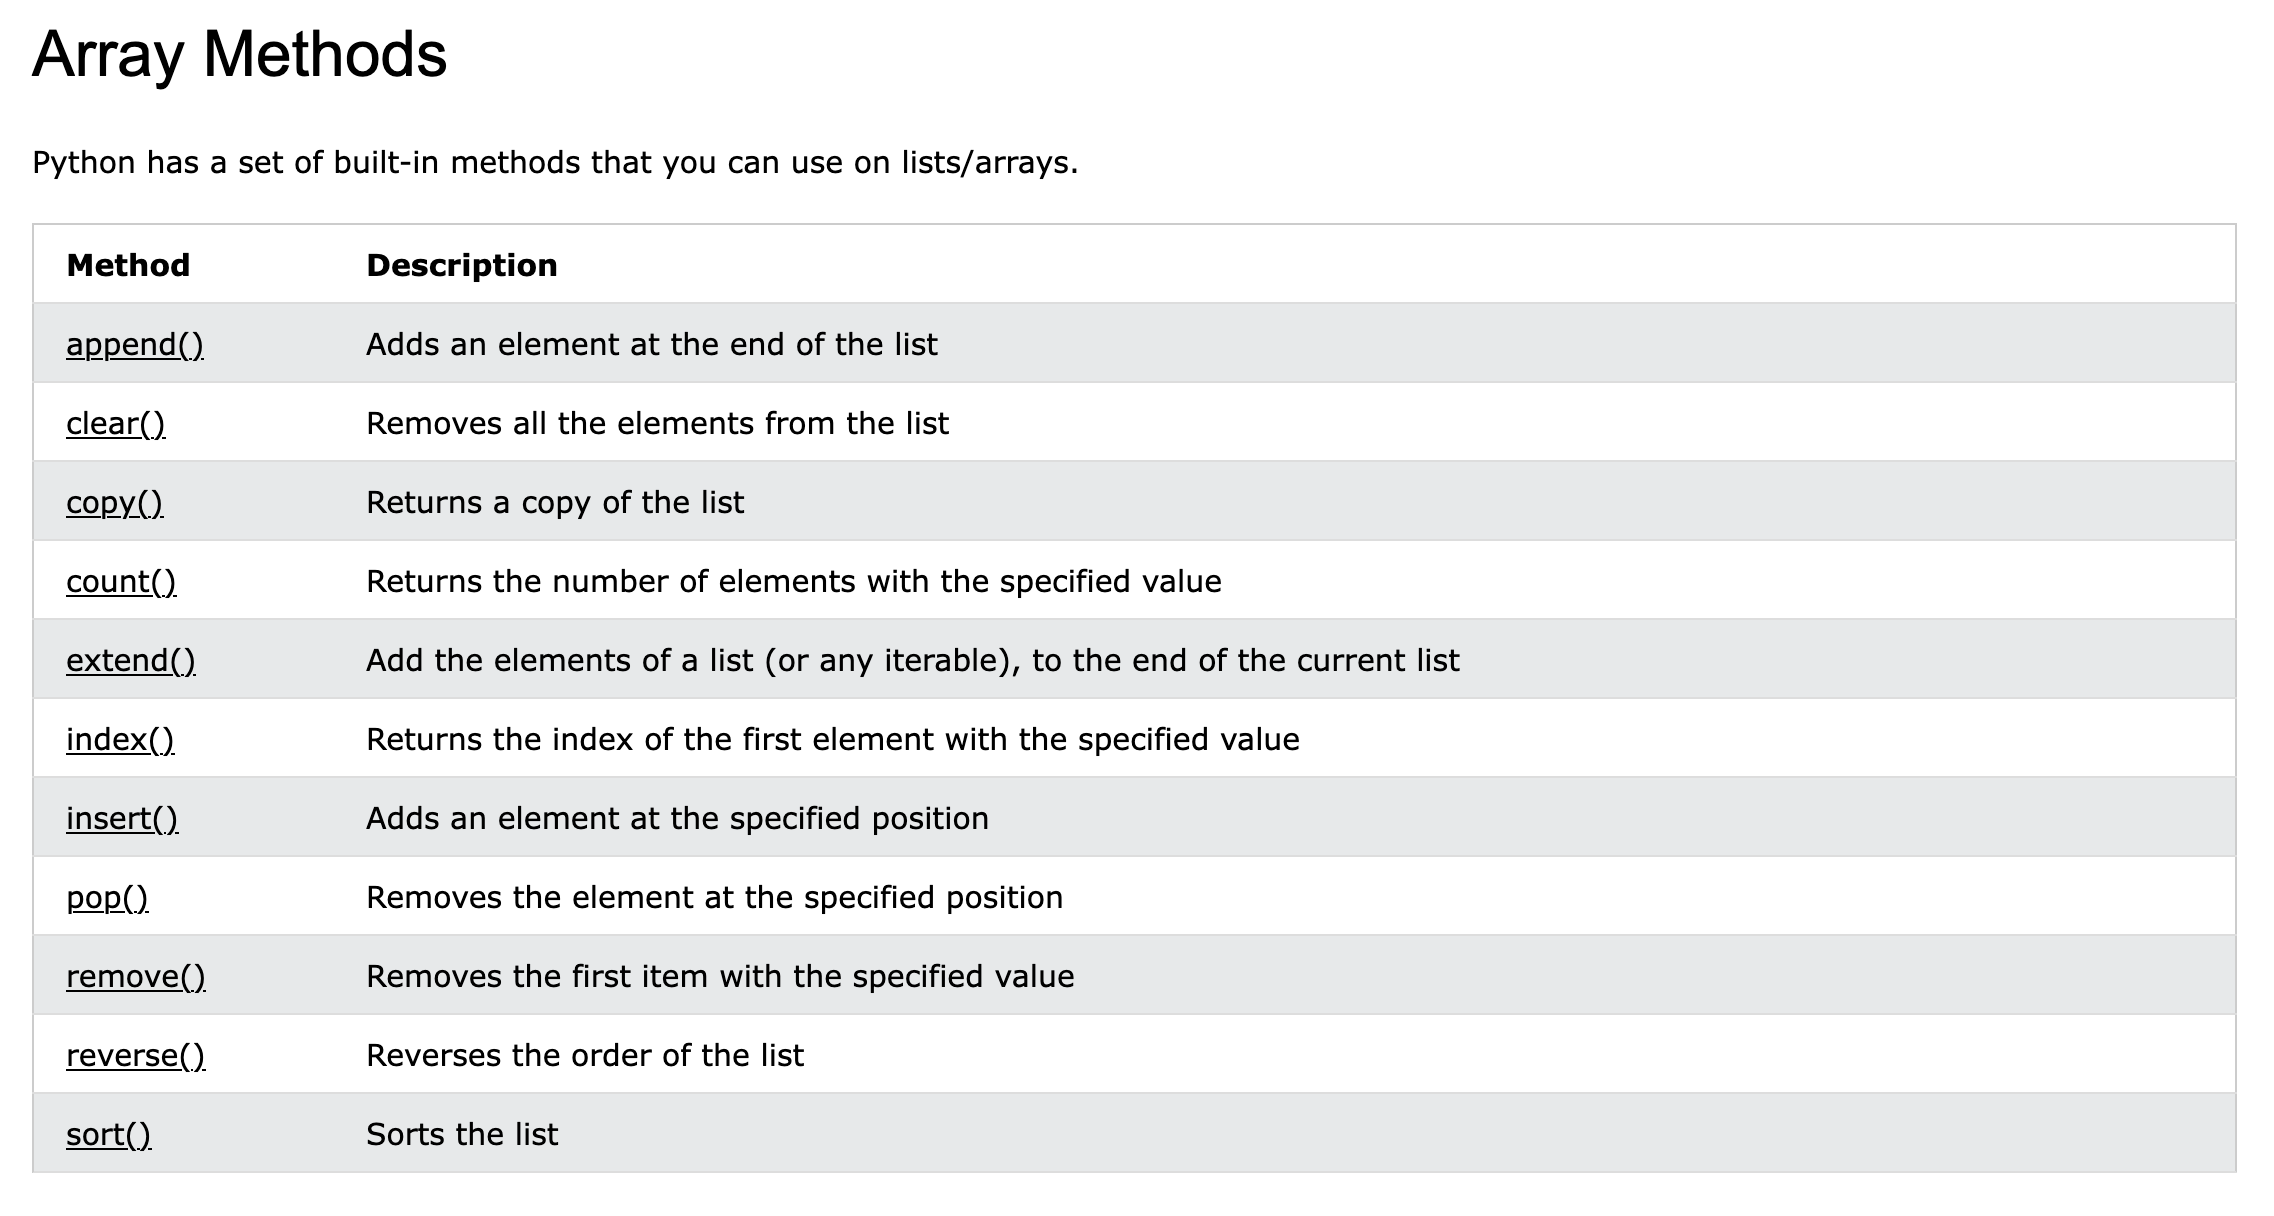 Array Methods
Python has a set of built-in methods that you can use on lists/arrays.
Method Description
append() Adds an element at the end of the list
clear() Removes all the elements from the list
copy() Returns a copy of the list
count() Returns the number of elements with the specified value
extend() Add the elements of a list (or any iterable), to the end of the current list
index() Returns the index of the first element with the specified value
insert() Adds an element at the specified position
pop() Removes the element at the specified position
remove() Removes the first item with the specified value
reverse() Reverses the order of the list
sort() Sorts the list